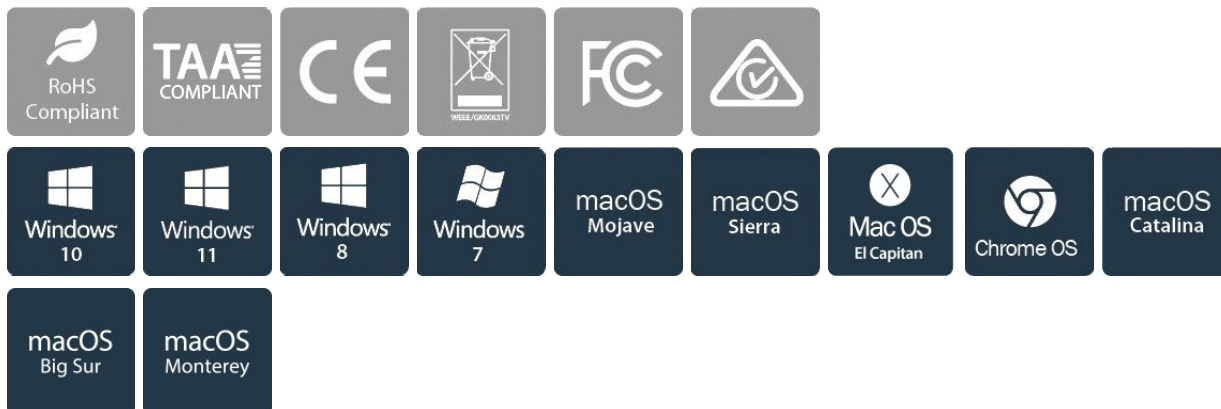 RoHS
Compliant
TAA
COMPLIANT
CE
WEEE/GK0063TV
FC
Windows
10
Windows
11
Windows
8
Windows
7
macOS
Mojave
macOS
Sierra
X
Mac OS
El Capitan
Chrome OS
macOS
Catalina
macOS
Big Sur
macOS
Monterey